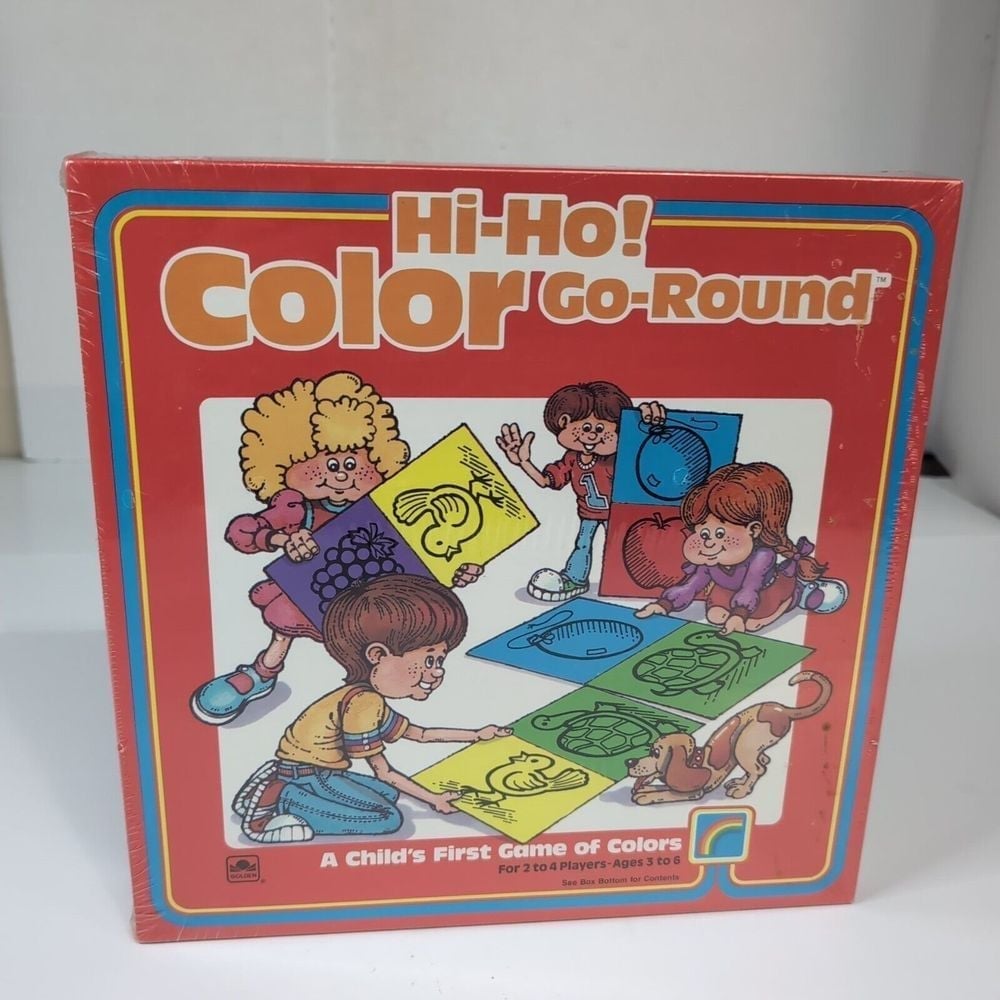 Hi-Ho!
Color Go-Round™
1
A Child's First Game of Colors
For 2 to 4 Players-Ages 3 to 6
See Box Bottom for Contents
GOLDEN®